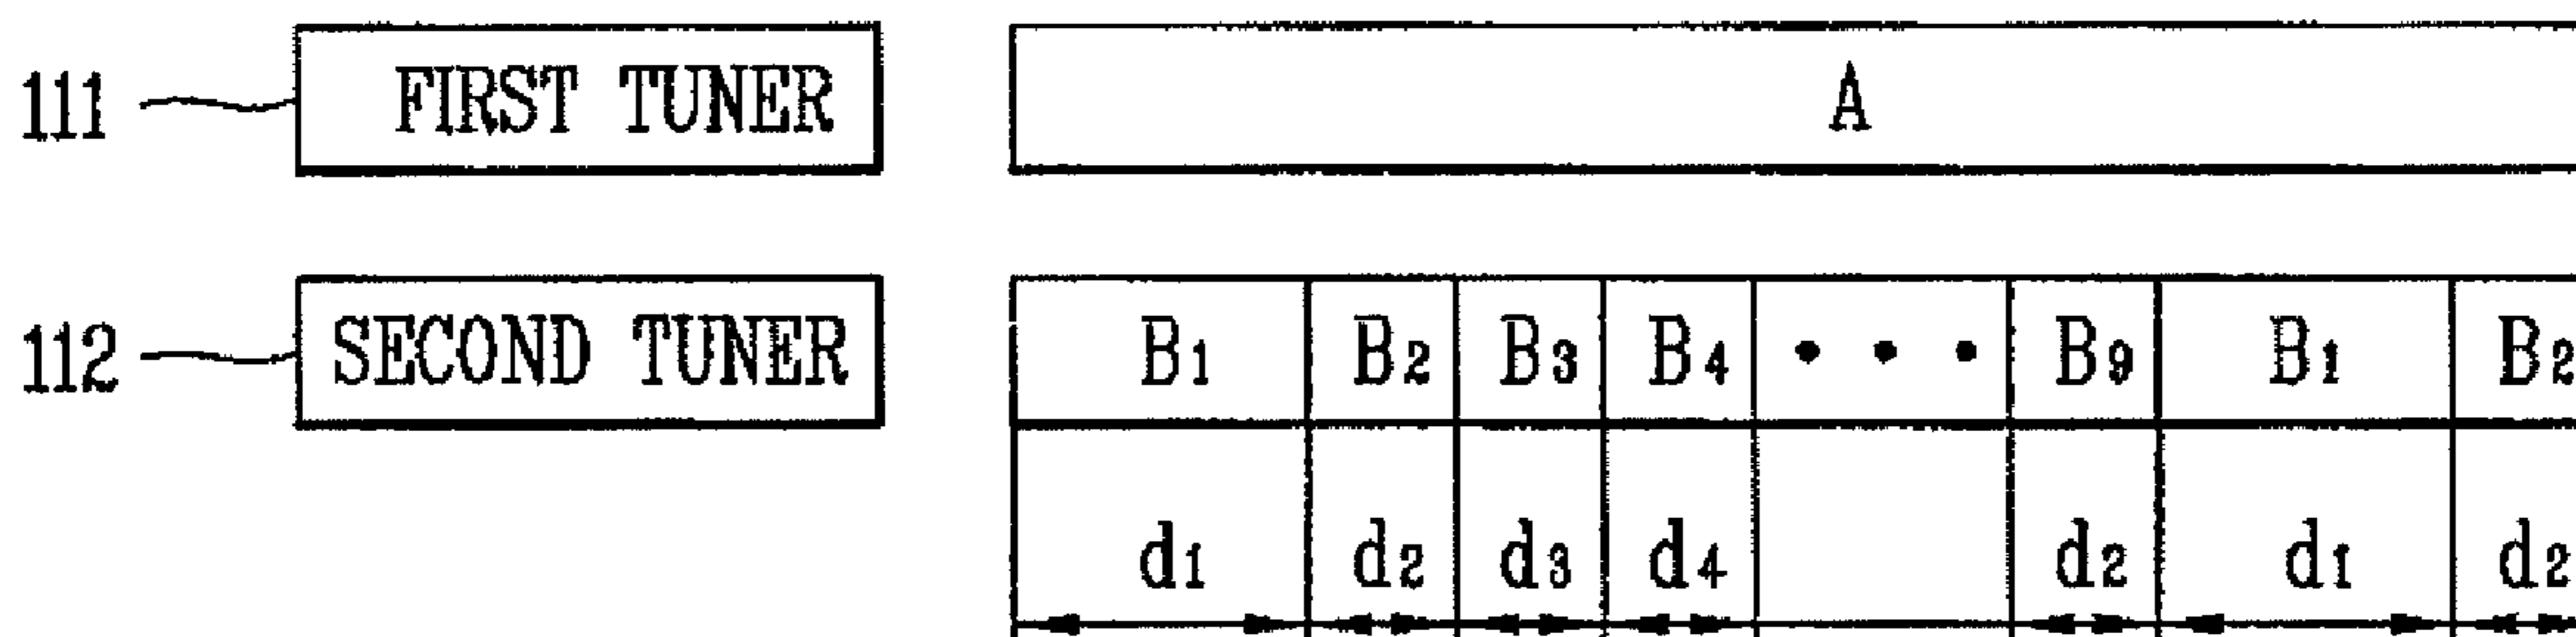 111 FIRST TUNER A
112 SECOND TUNER B1 B2 B3 B4 • • • B9 B1 B2
d1 d2 d3 d4 d2 d1 d2